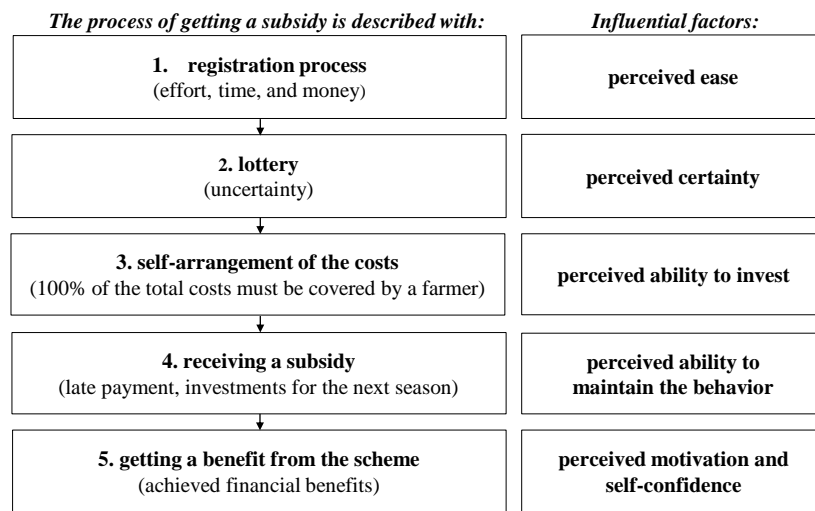 The process of getting a subsidy is described with:
Influential factors:
1. registration process
(effort, time, and money)
perceived ease
2. lottery
(uncertainty)
perceived certainty
3. self-arrangement of the costs
(100% of the total costs must be covered by a farmer)
perceived ability to invest
4. receiving a subsidy
(late payment, investments for the next season)
perceived ability to
maintain the behavior
5. getting a benefit from the scheme
(achieved financial benefits)
perceived motivation and
self-confidence